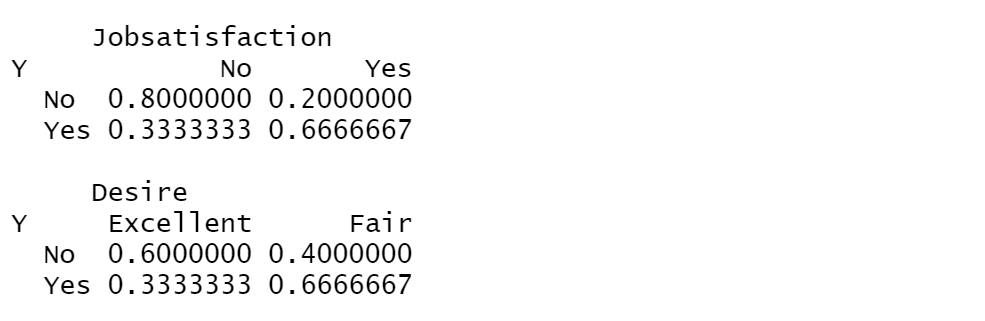 Jobsatisfaction
Y No Yes
No 0.8000000 0.2000000
Yes 0.3333333 0.6666667
Desire
Y Excellent Fair
No 0.6000000 0.4000000
Yes 0.3333333 0.6666667